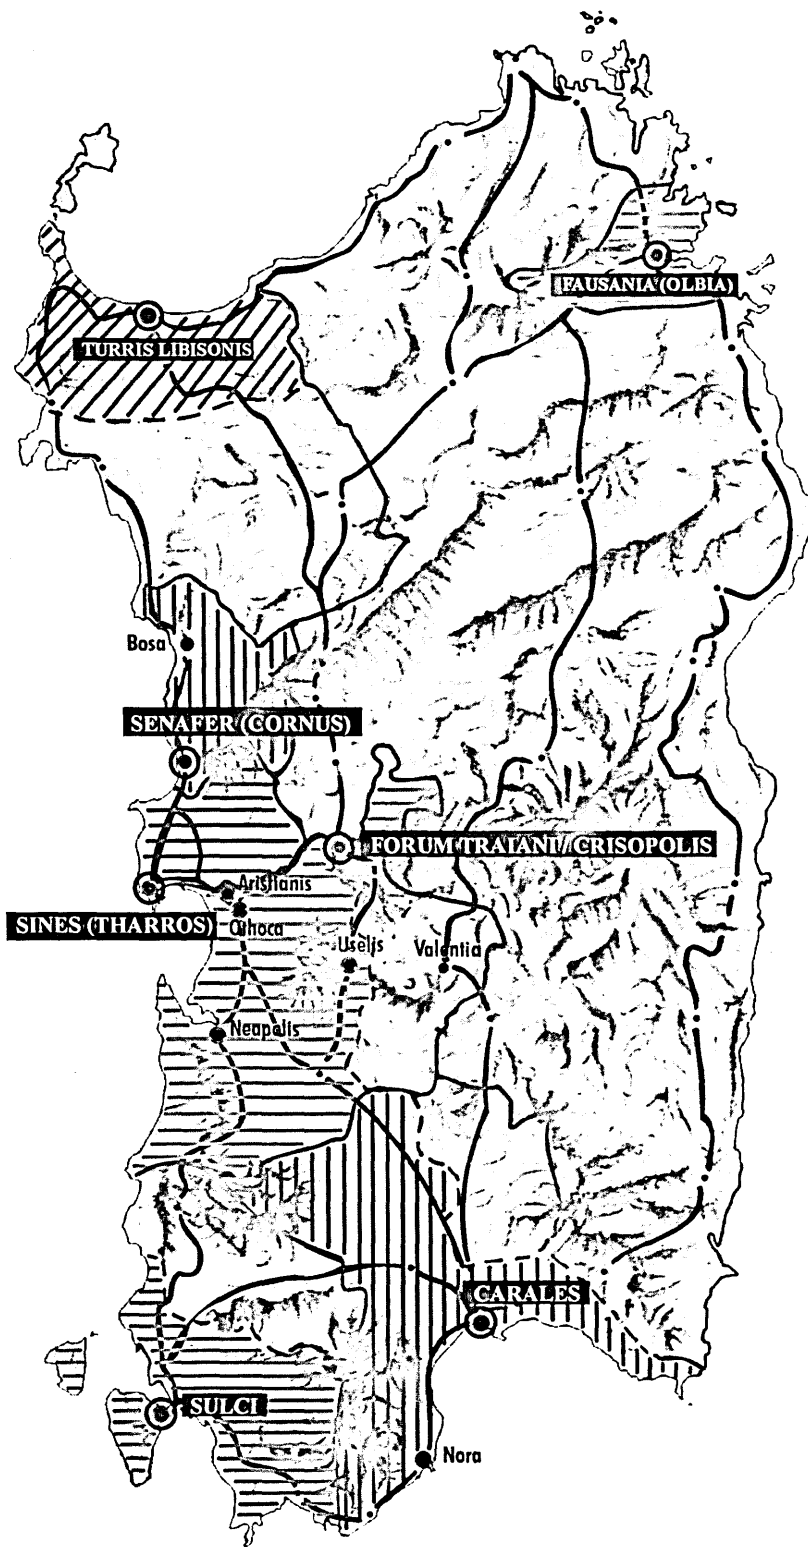 FAUSANIA (OLBIA)
TURRIS LIBISONIS
Bosa
SENAFER (CORNUS)
FORUM TRAIANI / CRISOPOLIS
Aristianis
SINES (THARROS)
Othoca
Uselis
Valentia
Neapolis
CARALES
SULCI
Nora